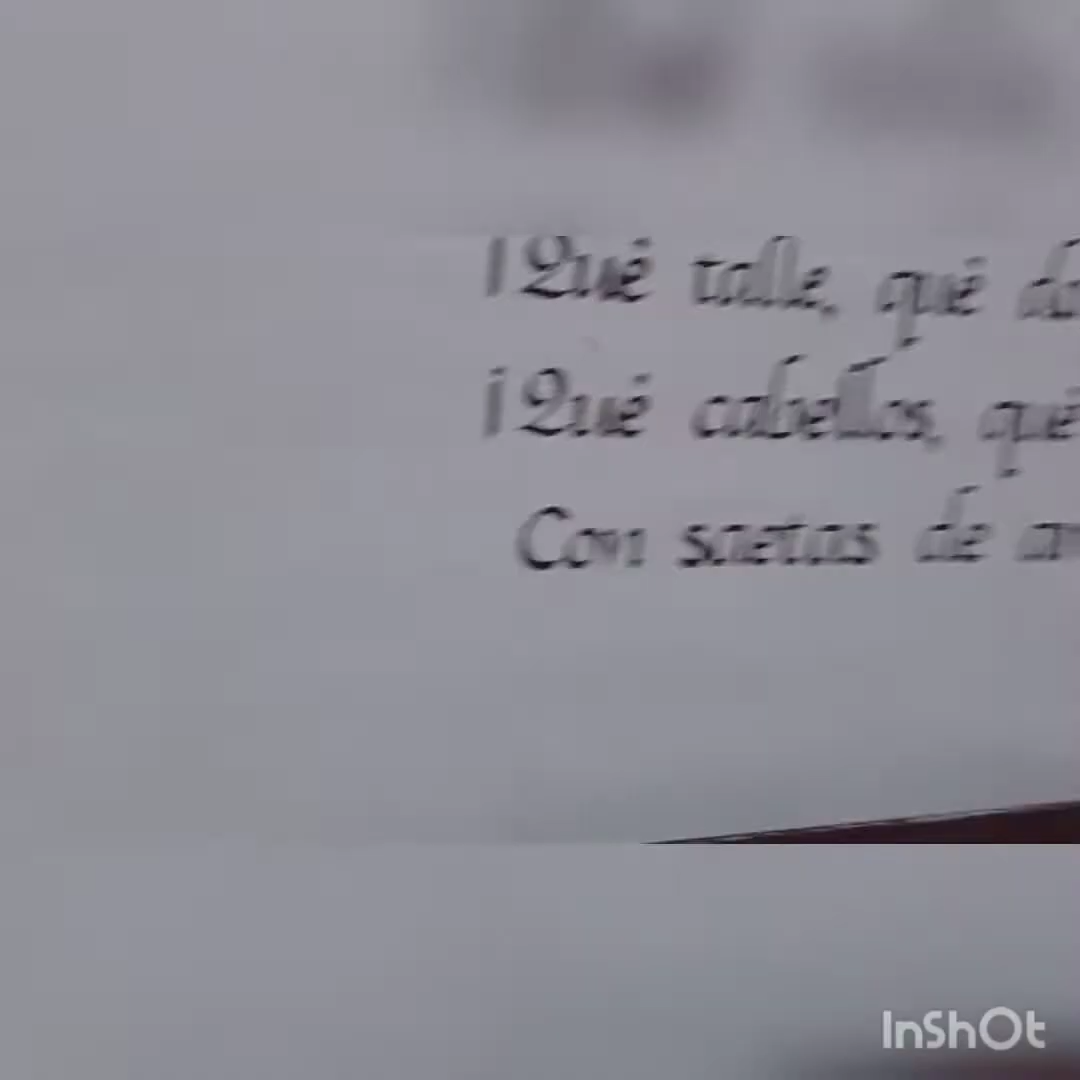 ¡Qué talle, qué
¡Qué cabellos, qué
Con saetas de
InShOt